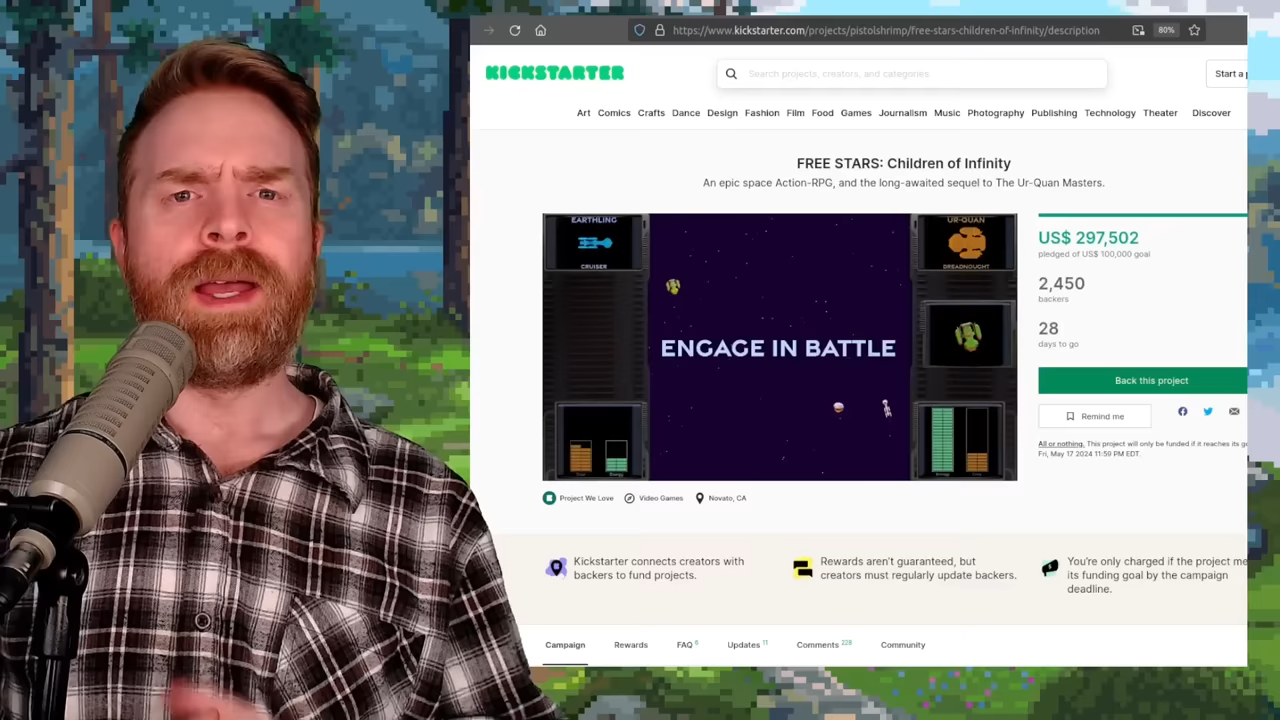 https://www.kickstarter.com/projects/pistolshrimp/free-stars-children-of-infinity/description
80%
KICKSTARTER
Search projects, creators, and categories
Start a p
Art Comics Crafts Dance Design Fashion Film Food Games Journalism Music Photography Publishing Technology Theater Discover
FREE STARS: Children of Infinity
An epic space Action-RPG, and the long-awaited sequel to The Ur-Quan Masters.
EARTHLING
CRUISER
UR-QUAN
DREADNOUGHT
ENGAGE IN BATTLE
US$ 297,502
pledged of US$ 100,000 goal
2,450
backers
28
days to go
Back this project
Remind me
All or nothing. This project will only be funded if it reaches its go
Fri, May 17 2024 11:59 PM EDT.
Project We Love Video Games Novato, CA
Kickstarter connects creators with
backers to fund projects.
Rewards aren't guaranteed, but
creators must regularly update backers.
You're only charged if the project me
its funding goal by the campaign
deadline.
Campaign Rewards FAQ 6 Updates 11 Comments 228 Community